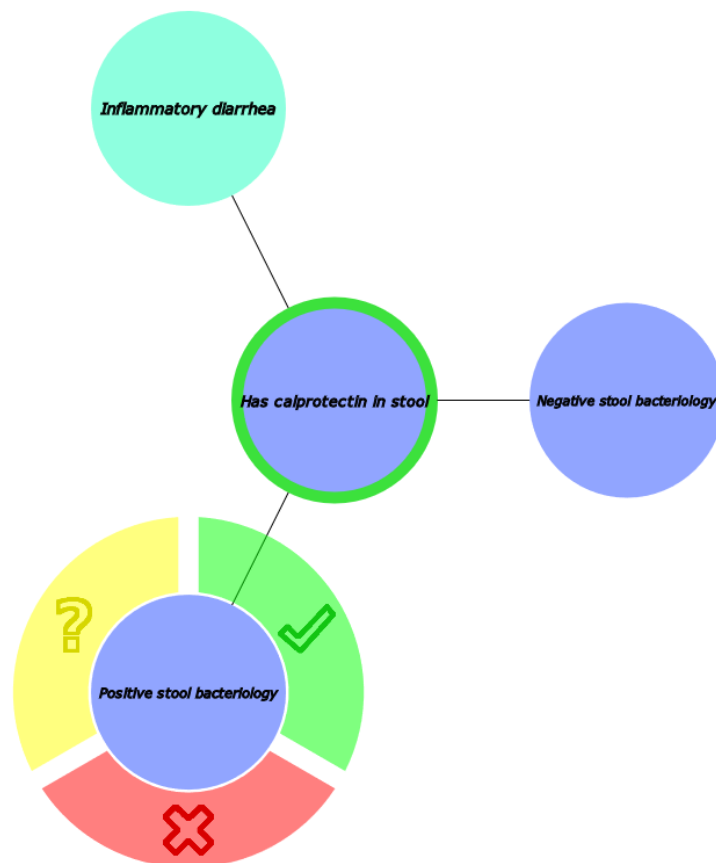 Inflammatory diarrhea
Has calprotectin in stool
Negative stool bacteriology
?
Positive stool bacteriology